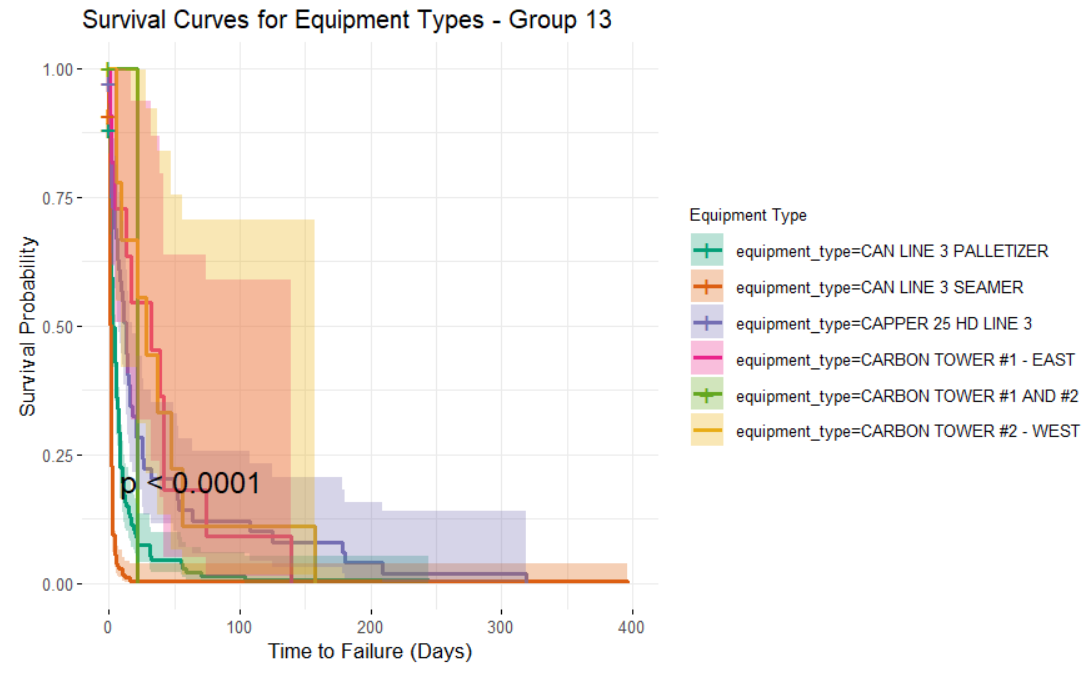 Survival Curves for Equipment Types - Group 13
Survival Probability
1.00
0.75
0.50
0.25
0.00
p < 0.0001
0 100 200 300 400
Time to Failure (Days)
Equipment Type
equipment_type=CAN LINE 3 PALLETIZER
equipment_type=CAN LINE 3 SEAMER
equipment_type=CAPPER 25 HD LINE 3
equipment_type=CARBON TOWER #1 - EAST
equipment_type=CARBON TOWER #1 AND #2
equipment_type=CARBON TOWER #2 - WEST